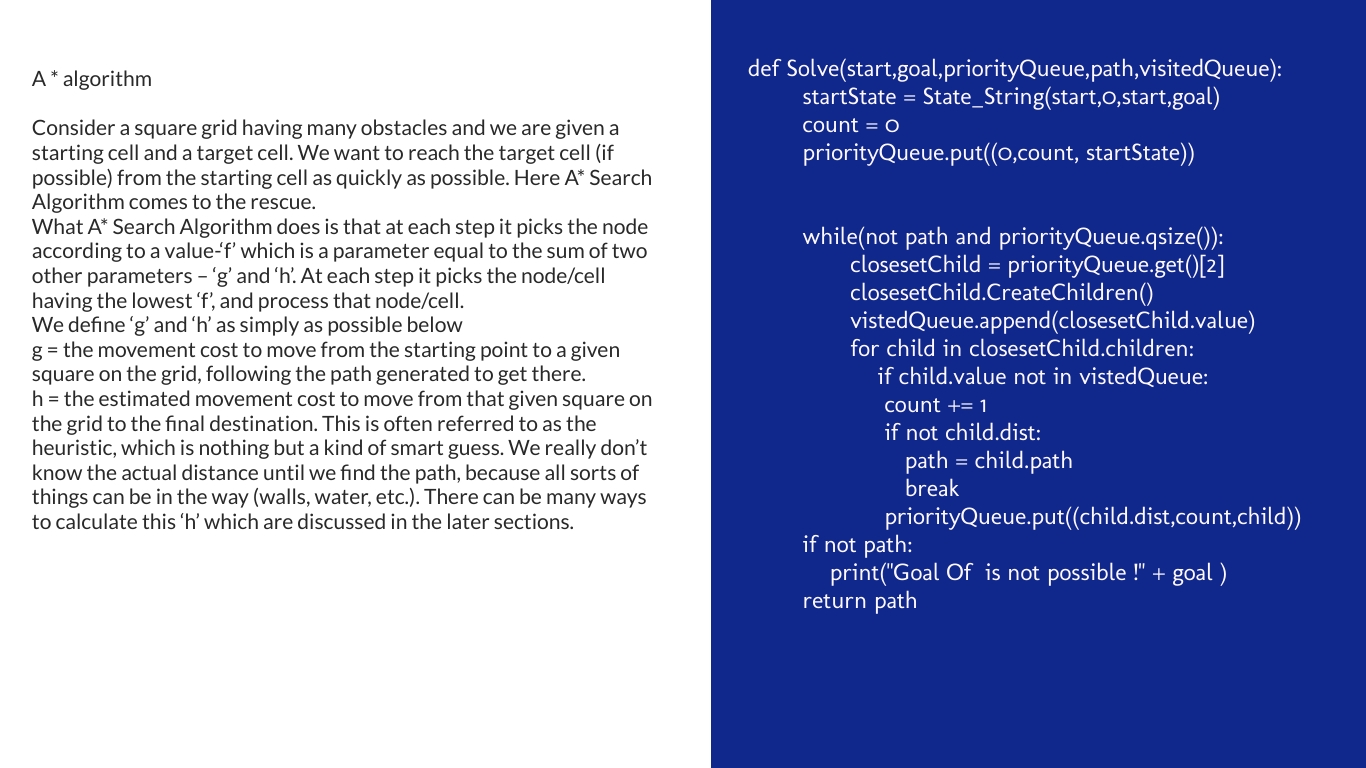 A * algorithm
Consider a square grid having many obstacles and we are given a
starting cell and a target cell. We want to reach the target cell (if
possible) from the starting cell as quickly as possible. Here A* Search
Algorithm comes to the rescue.
What A* Search Algorithm does is that at each step it picks the node
according to a value-‘f’ which is a parameter equal to the sum of two
other parameters – ‘g’ and ‘h’. At each step it picks the node/cell
having the lowest ‘f’, and process that node/cell.
We define ‘g’ and ‘h’ as simply as possible below
g = the movement cost to move from the starting point to a given
square on the grid, following the path generated to get there.
h = the estimated movement cost to move from that given square on
the grid to the final destination. This is often referred to as the
heuristic, which is nothing but a kind of smart guess. We really don’t
know the actual distance until we find the path, because all sorts of
things can be in the way (walls, water, etc.). There can be many ways
to calculate this ‘h’ which are discussed in the later sections.
def Solve(start,goal,priorityQueue,path,visitedQueue):
startState = State_String(start,0,start,goal)
count = 0
priorityQueue.put((0,count, startState))
while(not path and priorityQueue.qsize()):
closesetChild = priorityQueue.get()[2]
closesetChild.CreateChildren()
vistedQueue.append(closesetChild.value)
for child in closesetChild.children:
if child.value not in vistedQueue:
count += 1
if not child.dist:
path = child.path
break
priorityQueue.put((child.dist,count,child))
if not path:
print("Goal Of  is not possible !" + goal )
return path